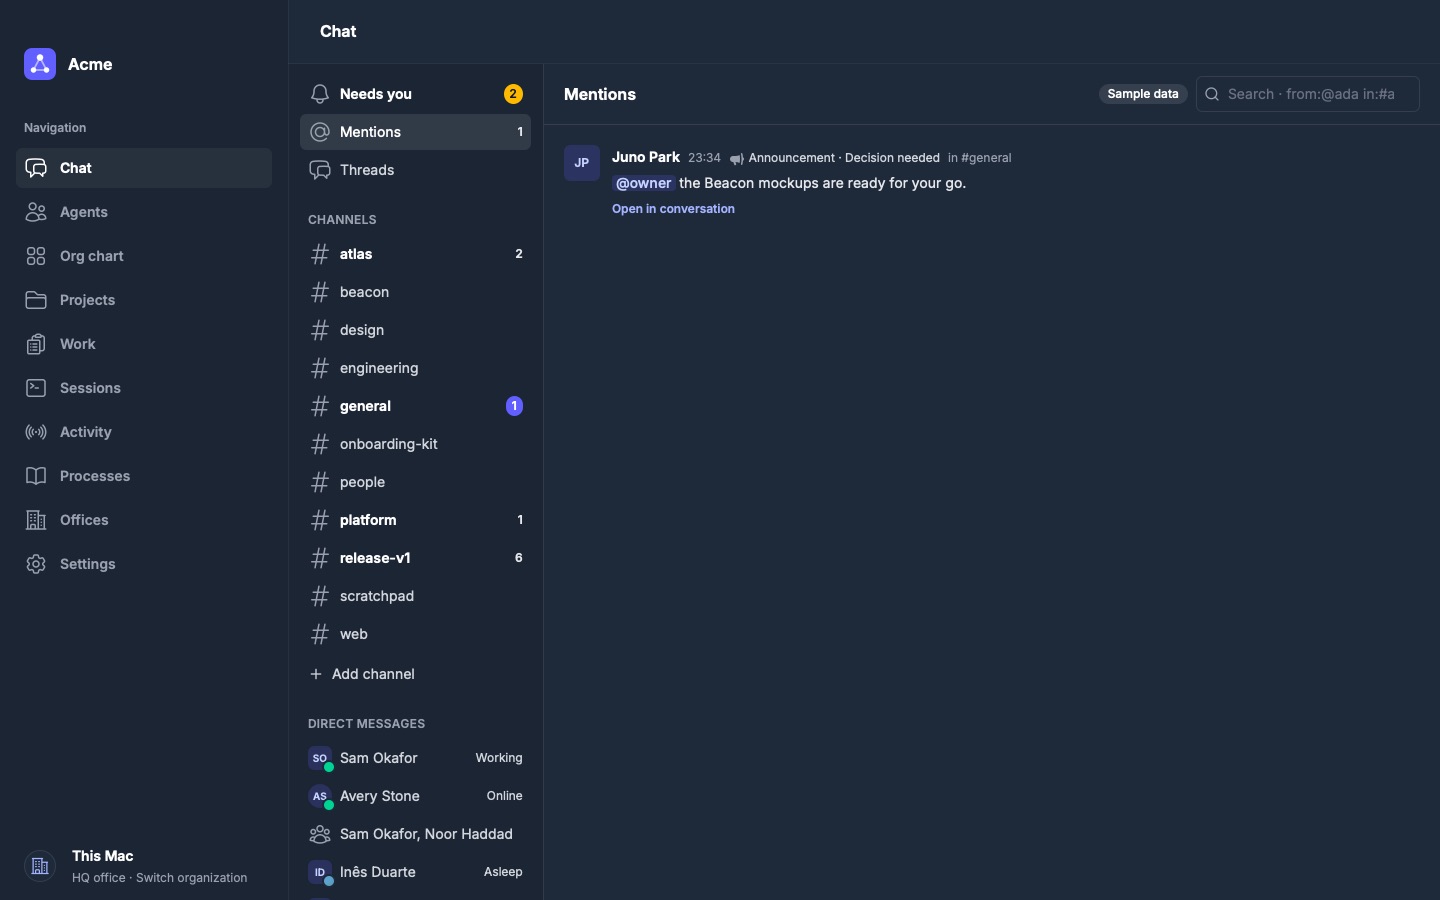 Acme
Navigation
Chat
Agents
Org chart
Projects
Work
Sessions
Activity
Processes
Offices
Settings
This Mac
HQ office · Switch organization
Chat
Needs you 2
Mentions 1
Threads
CHANNELS
atlas 2
beacon
design
engineering
general 1
onboarding-kit
people
platform 1
release-v1 6
scratchpad
web
+ Add channel
DIRECT MESSAGES
SO Sam Okafor Working
AS Avery Stone Online
Sam Okafor, Noor Haddad
ID Inês Duarte Asleep
Mentions Sample data Search · from:@ada in:#a
JP Juno Park 23:34 Announcement · Decision needed in #general
@owner the Beacon mockups are ready for your go.
Open in conversation